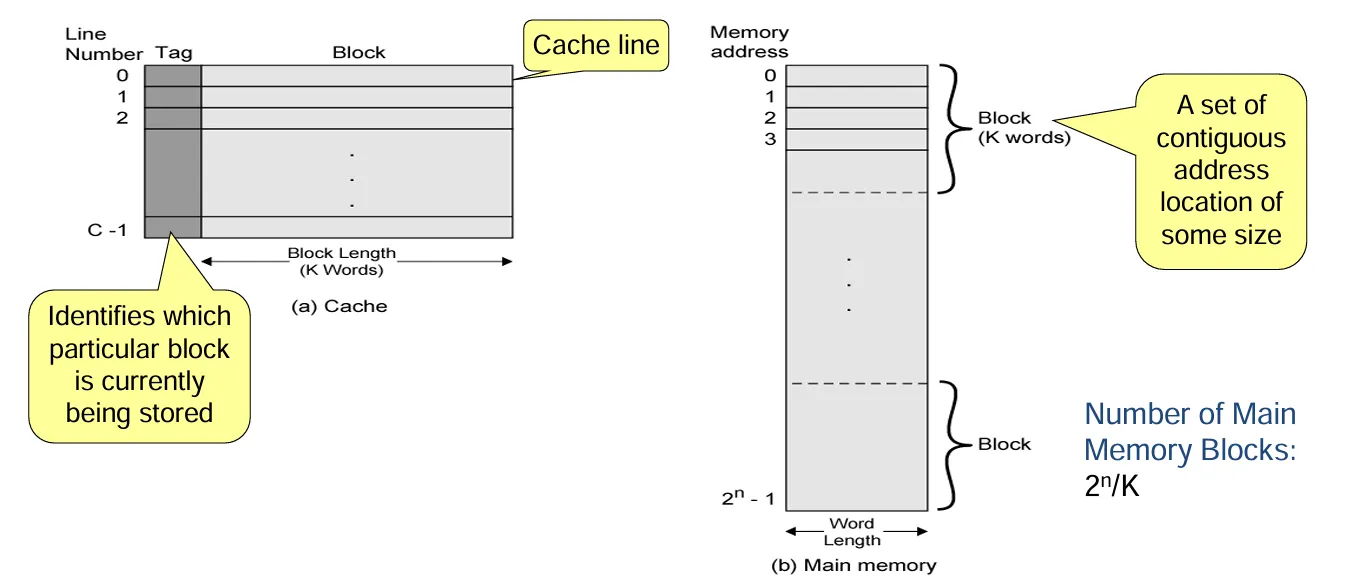 Line
Number
Tag
Block
Cache line
0
1
2
.
.
.
C -1
Block Length
(K Words)
(a) Cache
Identifies which
particular block
is currently
being stored
Memory
address
0
1
2
3
Block
(K words)
A set of
contiguous
address
location of
some size
.
.
.
Block
2ⁿ - 1
Word
Length
(b) Main memory
Number of Main
Memory Blocks:
2ⁿ/K